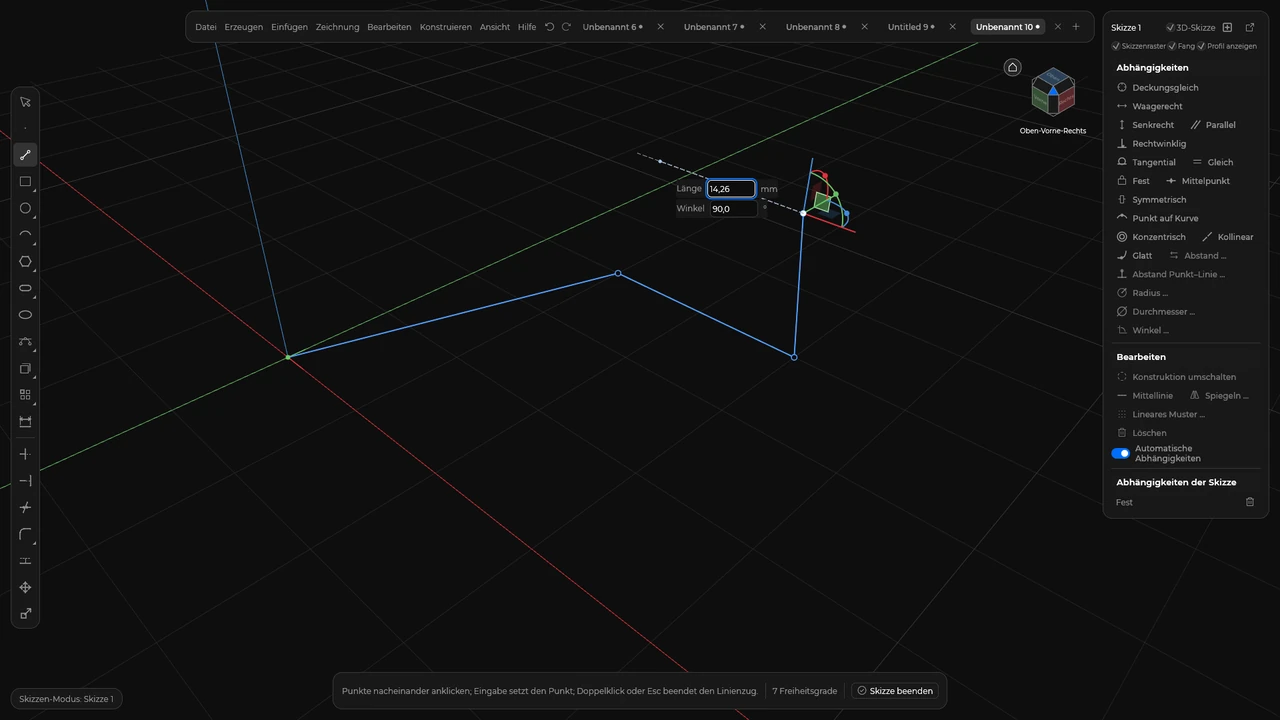 Datei Erzeugen Einfügen Zeichnung Bearbeiten Konstruieren Ansicht Hilfe Unbenannt 6 Unbenannt 7 Unbenannt 8 Untitled 9 Unbenannt 10
Skizze 1 3D-Skizze
Skizzenraster Fang Profil anzeigen
Abhängigkeiten
Deckungsgleich
Waagerecht
Senkrecht Parallel
Rechtwinklig
Tangential Gleich
Fest Mittelpunkt
Symmetrisch
Punkt auf Kurve
Konzentrisch Kollinear
Glatt Abstand ...
Abstand Punkt–Linie ...
Radius ...
Durchmesser ...
Winkel ...
Bearbeiten
Konstruktion umschalten
Mittellinie Spiegeln ...
Lineares Muster ...
Löschen
Automatische
Abhängigkeiten
Abhängigkeiten der Skizze
Fest
Oben-Vorne-Rechts
Länge 14,26 mm
Winkel 90,0 °
Punkte nacheinander anklicken; Eingabe setzt den Punkt; Doppelklick oder Esc beendet den Linienzug. 7 Freiheitsgrade Skizze beenden
Skizzen-Modus: Skizze 1